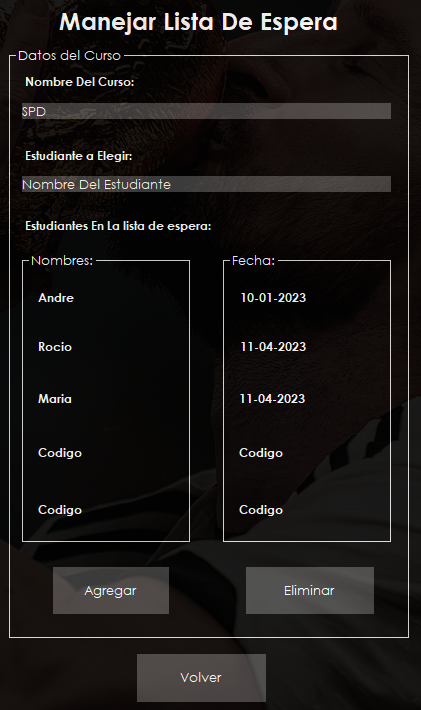 Manejar Lista De Espera
Datos del Curso
Nombre Del Curso:
SPD
Estudiante a Elegir:
Nombre Del Estudiante
Estudiantes En La lista de espera:
Nombres: Fecha:
Andre 10-01-2023
Rocio 11-04-2023
Maria 11-04-2023
Codigo Codigo
Codigo Codigo
Agregar Eliminar
Volver